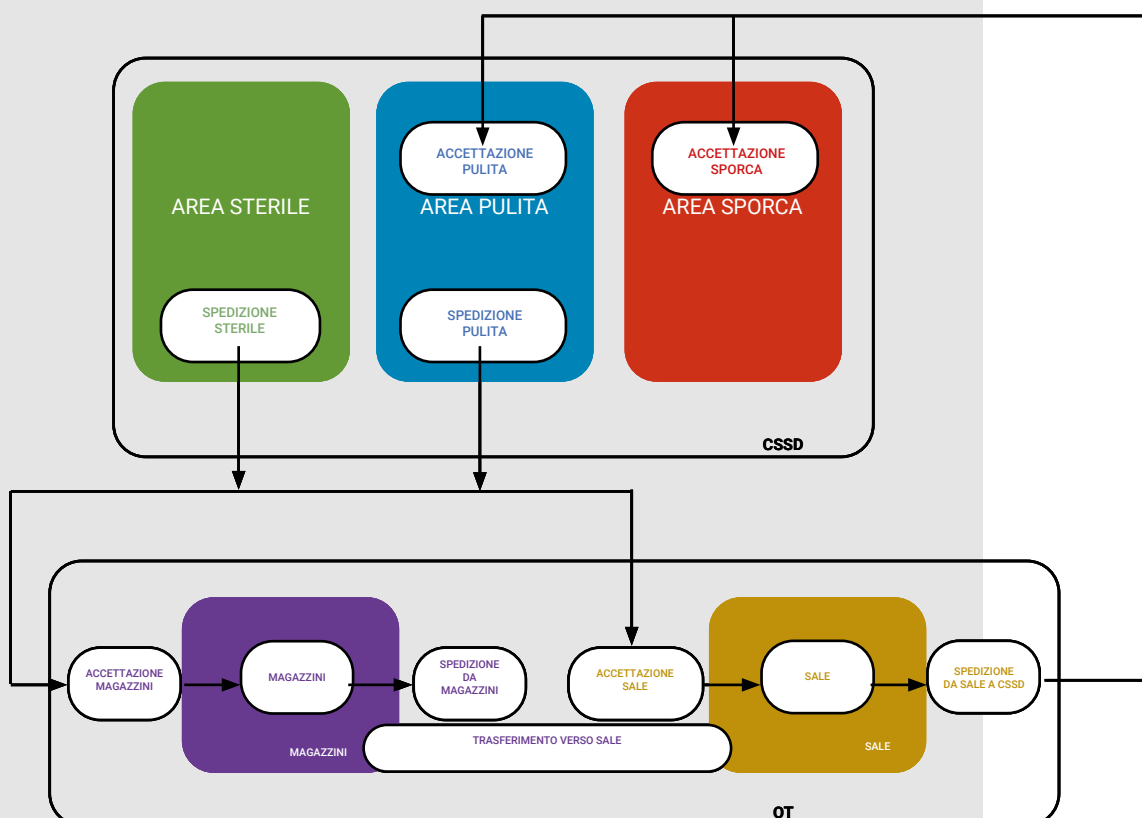 ACCETTAZIONE
PULITA
ACCETTAZIONE
SPORCA
AREA STERILE
AREA PULITA
AREA SPORCA
SPEDIZIONE
STERILE
SPEDIZIONE
PULITA
CSSD
ACCETTAZIONE
MAGAZZINI
MAGAZZINI
SPEDIZIONE
DA
MAGAZZINI
ACCETTAZIONE
SALE
SALE
SPEDIZIONE
DA SALE A CSSD
TRASFERIMENTO VERSO SALE
MAGAZZINI
SALE
OT